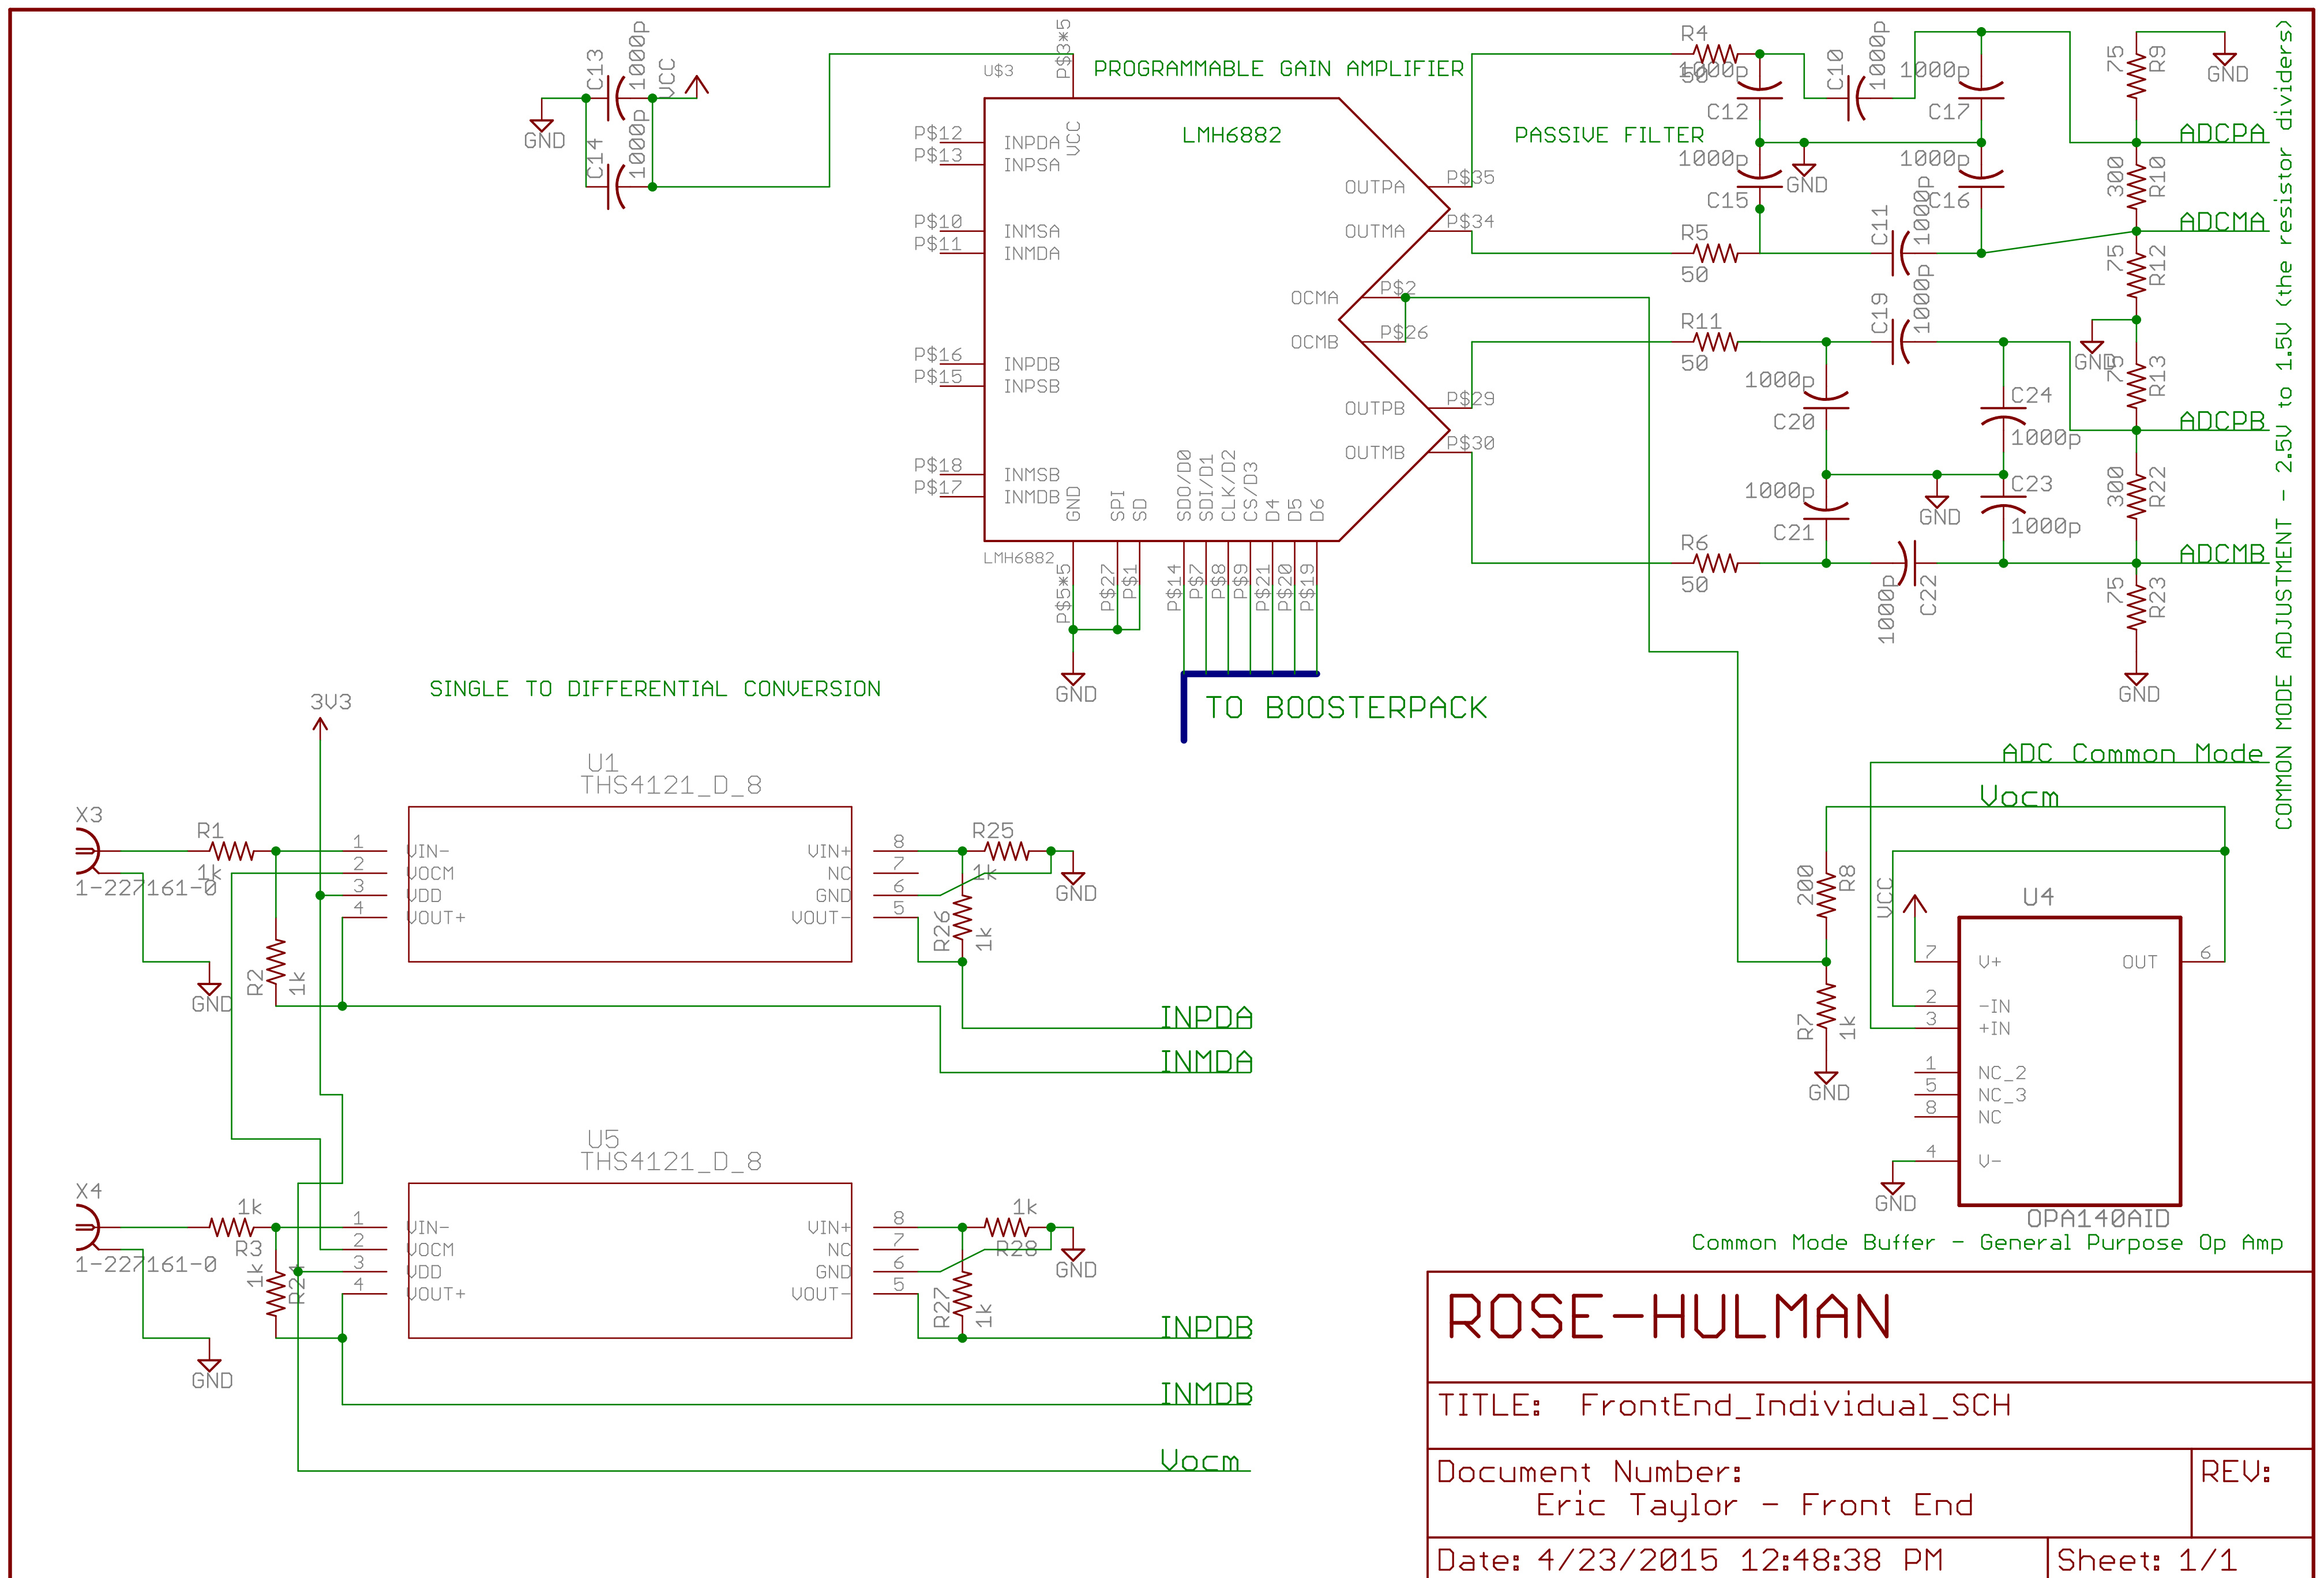 C13
1000p
VCC
GND
C14
1000p
U$3
P$3*5
PROGRAMMABLE GAIN AMPLIFIER
LMH6882
VCC
P$12
INPDA
P$13
INPSA
P$10
INMSA
P$11
INMDA
P$16
INPDB
P$15
INPSB
P$18
INMSB
P$17
INMDB
OUTPA
P$35
OUTMA
P$34
OCMA
P$2
OCMB
P$26
OUTPB
P$29
OUTMB
P$30
GND
SPI
SD
SDO/D0
SDI/D1
CLK/D2
CS/D3
D4
D5
D6
LMH6882
P$5*5
P$27
P$1
P$14
P$7
P$8
P$9
P$21
P$20
P$19
GND
TO BOOSTERPACK
PASSIVE FILTER
R4
50
1000p
C12
C10
1000p
1000p
C17
1000p
C15
GND
1000p
C16
R5
50
C11
1000p
R11
50
C19
1000p
1000p
C20
C24
1000p
1000p
C21
GND
C23
1000p
R6
50
1000p
C22
75
R9
GND
ADCPA
300
R10
ADCMA
75
R12
GND
75
R13
ADCPB
300
R22
ADCMB
75
R23
GND
COMMON MODE ADJUSTMENT - 2.5V to 1.5V (the resistor dividers)
SINGLE TO DIFFERENTIAL CONVERSION
3V3
U1
THS4121_D_8
X3
1-227161-0
R1
1k
GND
R2
1k
1
VIN-
2
VOCM
3
VDD
4
VOUT+
VIN+
8
NC
7
GND
6
VOUT-
5
R25
1k
GND
R26
1k
INPDA
INMDA
U5
THS4121_D_8
X4
1-227161-0
1k
R3
GND
1k
R24
1
VIN-
2
VOCM
3
VDD
4
VOUT+
VIN+
8
NC
7
GND
6
VOUT-
5
1k
R28
GND
R27
1k
INPDB
INMDB
Vocm
ADC Common Mode
Vocm
200
R8
VCC
U4
R7
1k
GND
7
V+
OUT
6
2
-IN
3
+IN
1
NC_2
5
NC_3
8
NC
4
V-
GND
OPA140AID
Common Mode Buffer - General Purpose Op Amp
ROSE-HULMAN
TITLE: FrontEnd_Individual_SCH
Document Number:
REV:
Eric Taylor - Front End
Date: 4/23/2015 12:48:38 PM
Sheet: 1/1